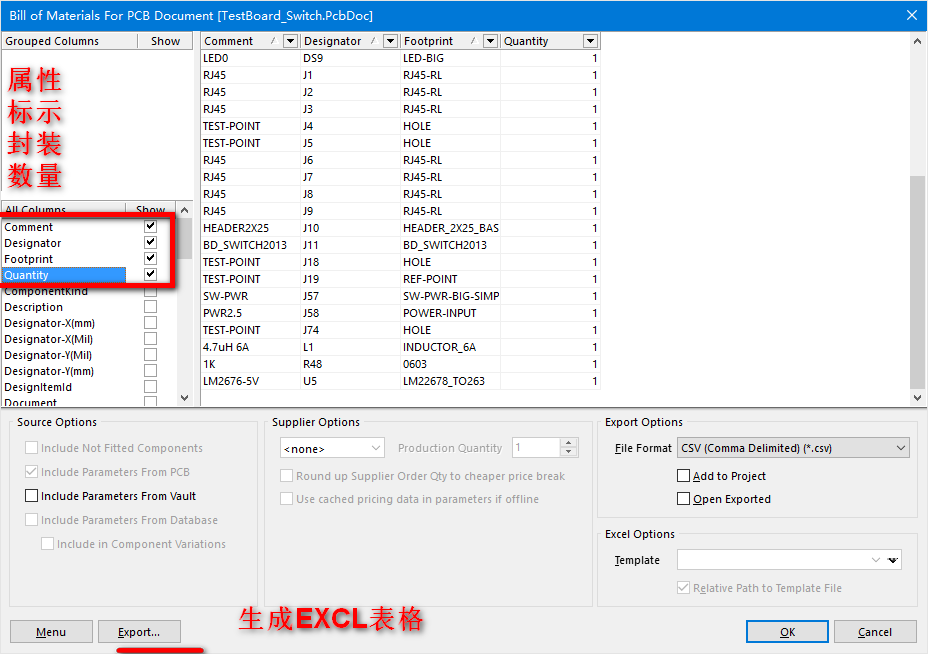 Bill of Materials For PCB Document [TestBoard_Switch.PcbDoc]
Grouped Columns Show
属性
标示
封装
数量
All Columns Show
Comment
Designator
Footprint
Quantity
ComponentKind
Description
Designator-X(mm)
Designator-X(Mil)
Designator-Y(Mil)
Designator-Y(mm)
DesignItemId
Document
Comment Designator Footprint Quantity
LED0 DS9 LED-BIG 1
RJ45 J1 RJ45-RL 1
RJ45 J2 RJ45-RL 1
RJ45 J3 RJ45-RL 1
TEST-POINT J4 HOLE 1
TEST-POINT J5 HOLE 1
RJ45 J6 RJ45-RL 1
RJ45 J7 RJ45-RL 1
RJ45 J8 RJ45-RL 1
RJ45 J9 RJ45-RL 1
HEADER2X25 J10 HEADER_2X25_BAS 1
BD_SWITCH2013 J11 BD_SWITCH2013 1
TEST-POINT J18 HOLE 1
TEST-POINT J19 REF-POINT 1
SW-PWR J57 SW-PWR-BIG-SIMP 1
PWR2.5 J58 POWER-INPUT 1
TEST-POINT J74 HOLE 1
4.7uH 6A L1 INDUCTOR_6A 1
1K R48 0603 1
LM2676-5V U5 LM22678_TO263 1
Source Options
Include Not Fitted Components
Include Parameters From PCB
Include Parameters From Vault
Include Parameters From Database
Include in Component Variations
Supplier Options
<none> Production Quantity 1
Round up Supplier Order Qty to cheaper price break
Use cached pricing data in parameters if offline
Export Options
File Format CSV (Comma Delimited) (*.csv)
Add to Project
Open Exported
Excel Options
Template
Relative Path to Template File
生成EXCL表格
Menu Export... OK Cancel